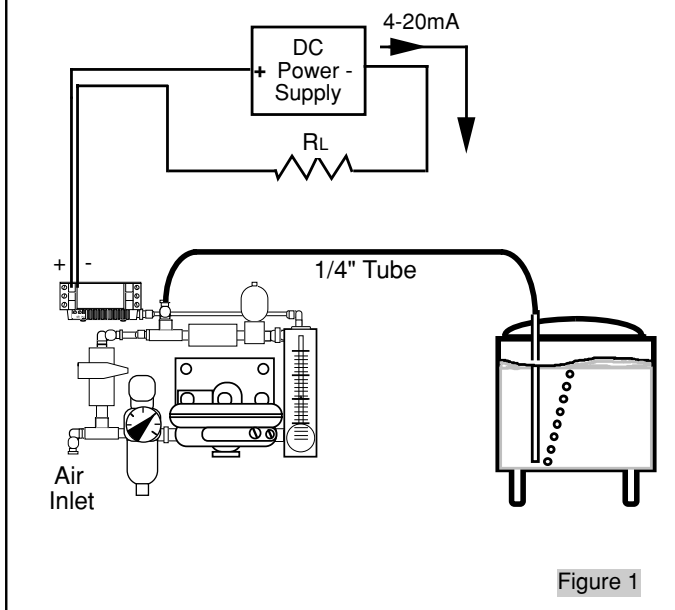 4-20mA
DC
+ Power -
Supply
RL
+ -
1/4" Tube
Air
Inlet
Figure 1